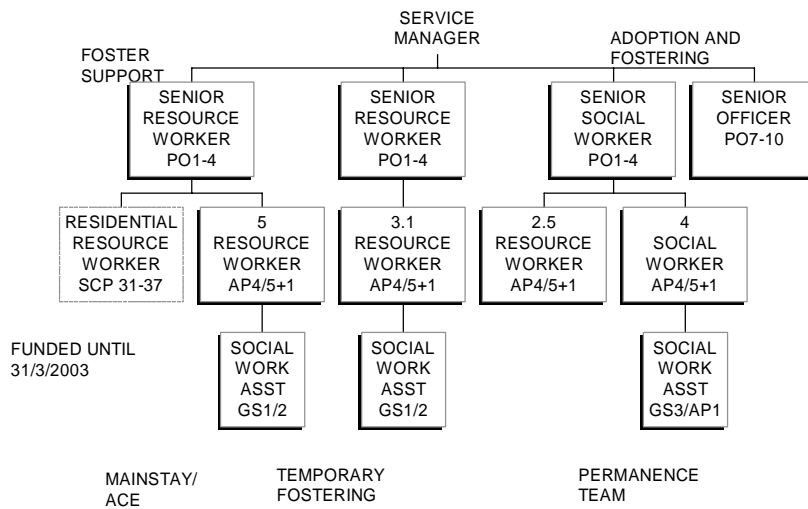 SERVICE
MANAGER
FOSTER
SUPPORT
ADOPTION AND
FOSTERING
SENIOR
RESOURCE
WORKER
PO1-4
SENIOR
RESOURCE
WORKER
PO1-4
SENIOR
SOCIAL
WORKER
PO1-4
SENIOR
OFFICER
PO7-10
RESIDENTIAL
RESOURCE
WORKER
SCP 31-37
5
RESOURCE
WORKER
AP4/5+1
3.1
RESOURCE
WORKER
AP4/5+1
2.5
RESOURCE
WORKER
AP4/5+1
4
SOCIAL
WORKER
AP4/5+1
FUNDED UNTIL
31/3/2003
SOCIAL
WORK
ASST
GS1/2
SOCIAL
WORK
ASST
GS1/2
SOCIAL
WORK
ASST
GS3/AP1
MAINSTAY/
ACE
TEMPORARY
FOSTERING
PERMANENCE
TEAM